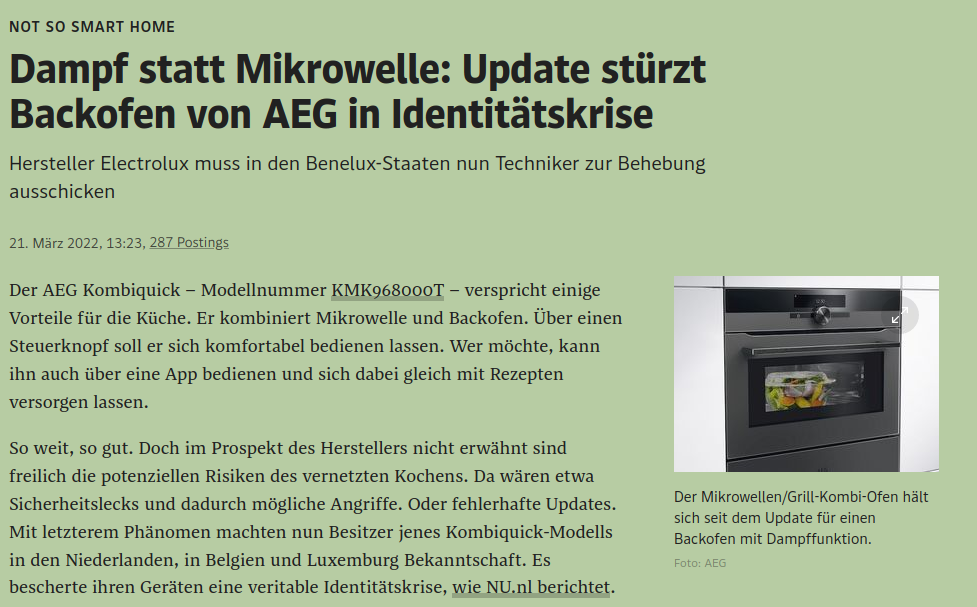 NOT SO SMART HOME
Dampf statt Mikrowelle: Update stürzt
Backofen von AEG in Identitätskrise
Hersteller Electrolux muss in den Benelux-Staaten nun Techniker zur Behebung
ausschicken
21. März 2022, 13:23, 287 Postings
Der AEG Kombiquick – Modellnummer KMK968000T – verspricht einige
Vorteile für die Küche. Er kombiniert Mikrowelle und Backofen. Über einen
Steuerknopf soll er sich komfortabel bedienen lassen. Wer möchte, kann
ihn auch über eine App bedienen und sich dabei gleich mit Rezepten
versorgen lassen.
So weit, so gut. Doch im Prospekt des Herstellers nicht erwähnt sind
freilich die potenziellen Risiken des vernetzten Kochens. Da wären etwa
Sicherheitslecks und dadurch mögliche Angriffe. Oder fehlerhafte Updates.
Mit letzterem Phänomen machten nun Besitzer jenes Kombiquick-Modells
in den Niederlanden, in Belgien und Luxemburg Bekanntschaft. Es
bescherte ihren Geräten eine veritable Identitätskrise, wie NU.nl berichtet.
Der Mikrowellen/Grill-Kombi-Ofen hält
sich seit dem Update für einen
Backofen mit Dampffunktion.
Foto: AEG